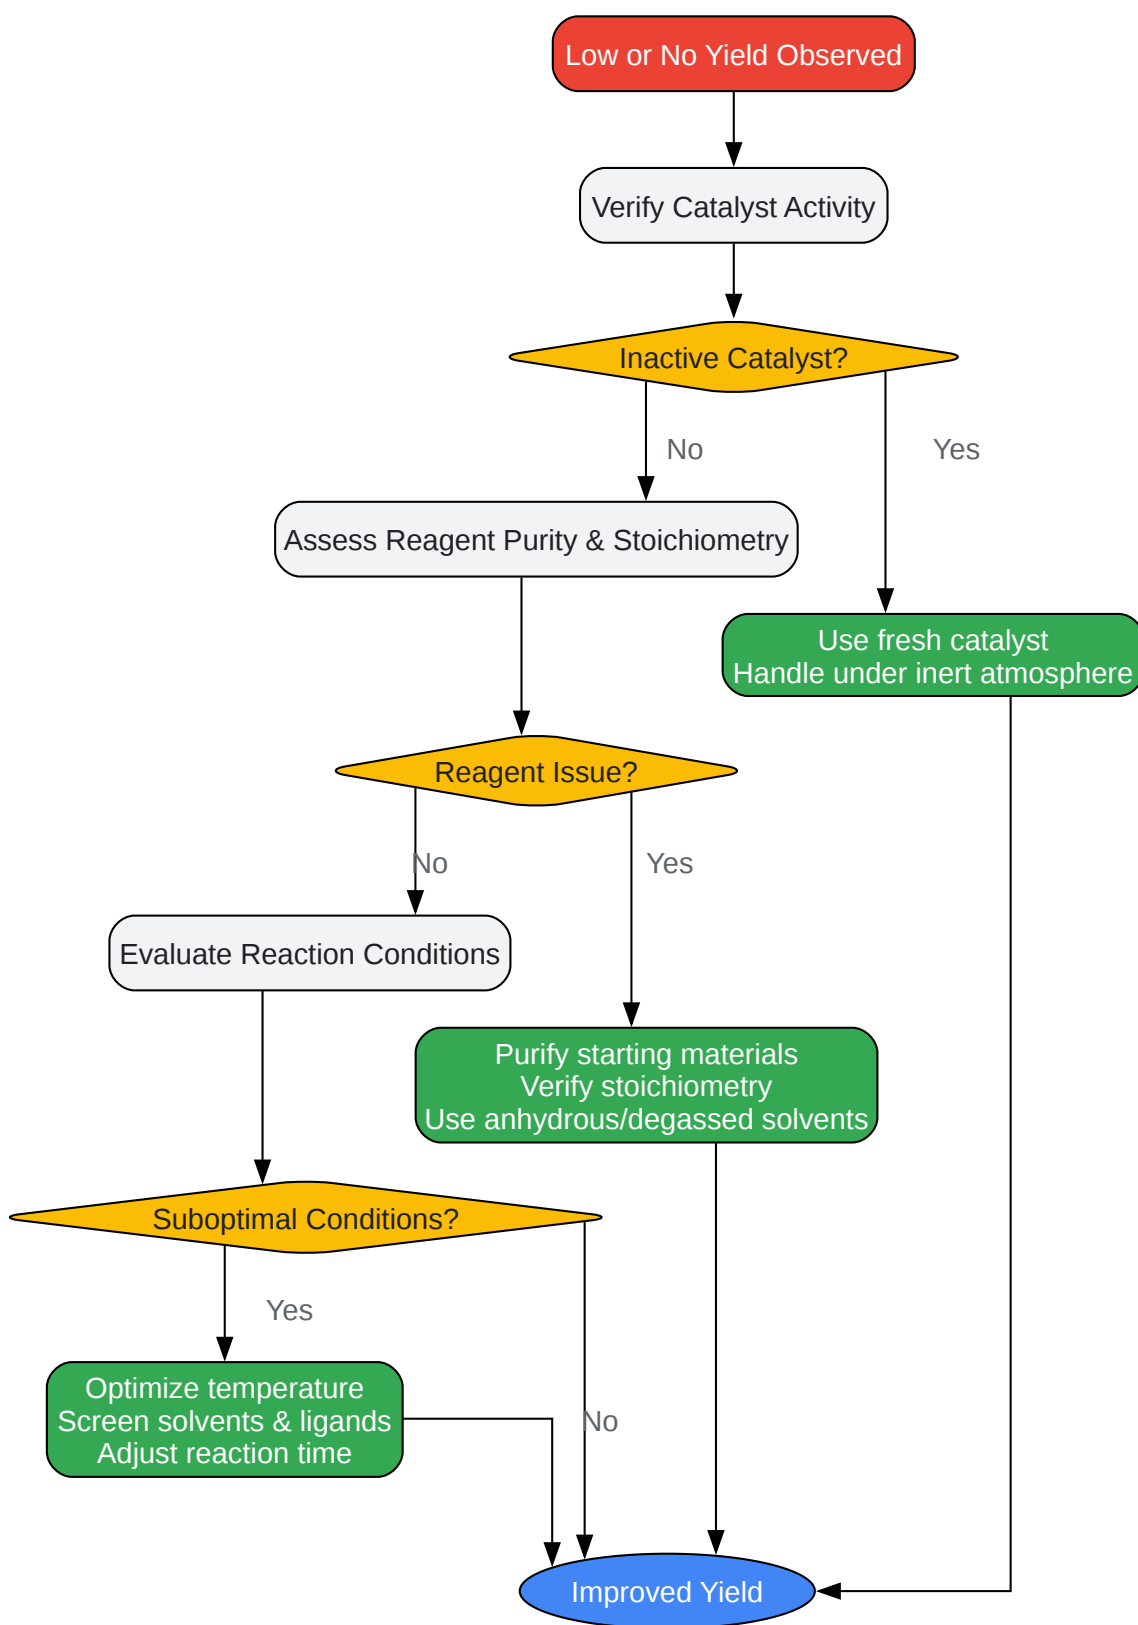 Low or No Yield Observed
Verify Catalyst Activity
Inactive Catalyst?
No
Yes
Assess Reagent Purity & Stoichiometry
Use fresh catalyst
Handle under inert atmosphere
Reagent Issue?
No
Yes
Evaluate Reaction Conditions
Purify starting materials
Verify stoichiometry
Use anhydrous/degassed solvents
Suboptimal Conditions?
Yes
Optimize temperature
Screen solvents & ligands
Adjust reaction time
No
Improved Yield